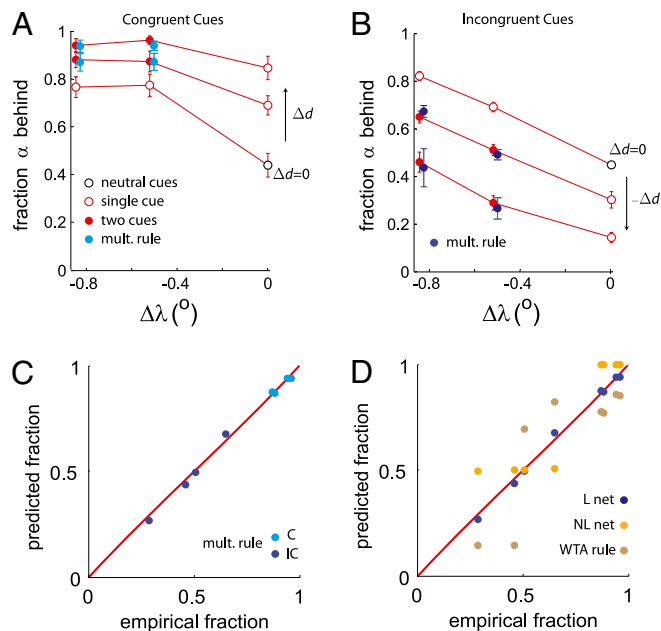 A
Congruent Cues
fraction α behind
1
0.8
0.6
0.4
0.2
0
-0.8
-0.4
0
Δλ (°)
Δd
Δd=0
neutral cues
single cue
two cues
mult. rule
B
Incongruent Cues
fraction α behind
1
0.8
0.6
0.4
0.2
0
-0.8
-0.4
0
Δλ (°)
Δd=0
–Δd
mult. rule
C
predicted fraction
1
0.5
0
0.5
1
empirical fraction
mult. rule
C
IC
D
predicted fraction
1
0.5
0
0.5
1
empirical fraction
L net
NL net
WTA rule